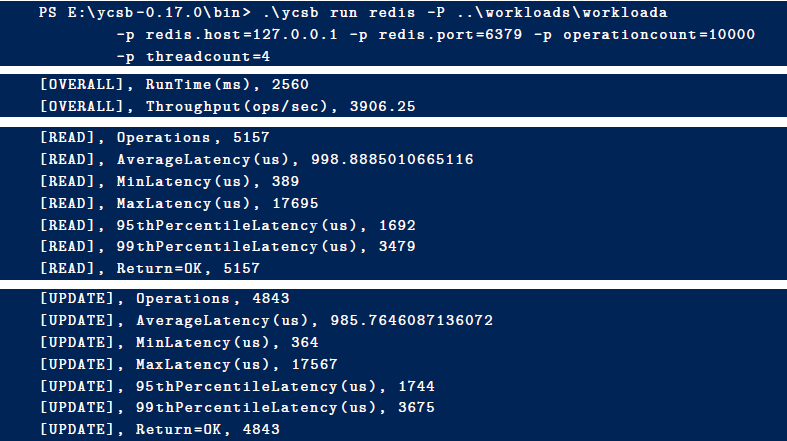 PS E:\ycsb-0.17.0\bin> .\ycsb run redis -P ..\workloads\workloada
-p redis.host=127.0.0.1 -p redis.port=6379 -p operationcount=10000
-p threadcount=4
[OVERALL], RunTime(ms), 2560
[OVERALL], Throughput(ops/sec), 3906.25
[READ], Operations, 5157
[READ], AverageLatency(us), 998.8885010665116
[READ], MinLatency(us), 389
[READ], MaxLatency(us), 17695
[READ], 95thPercentileLatency(us), 1692
[READ], 99thPercentileLatency(us), 3479
[READ], Return=OK, 5157
[UPDATE], Operations, 4843
[UPDATE], AverageLatency(us), 985.7646087136072
[UPDATE], MinLatency(us), 364
[UPDATE], MaxLatency(us), 17567
[UPDATE], 95thPercentileLatency(us), 1744
[UPDATE], 99thPercentileLatency(us), 3675
[UPDATE], Return=OK, 4843